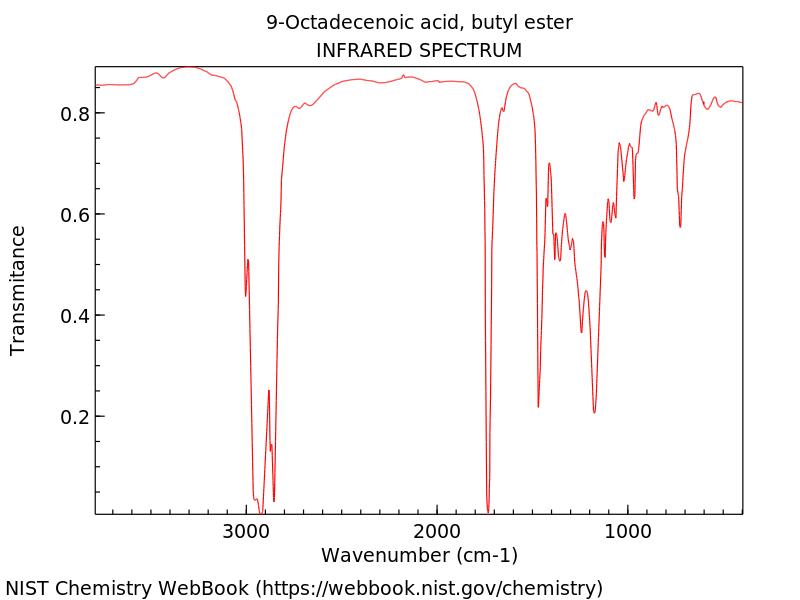 9-Octadecenoic acid, butyl ester
INFRARED SPECTRUM
0.8
0.6
0.4
0.2
Transmitance
3000 2000 1000
Wavenumber (cm-1)
NIST Chemistry WebBook (https://webbook.nist.gov/chemistry)